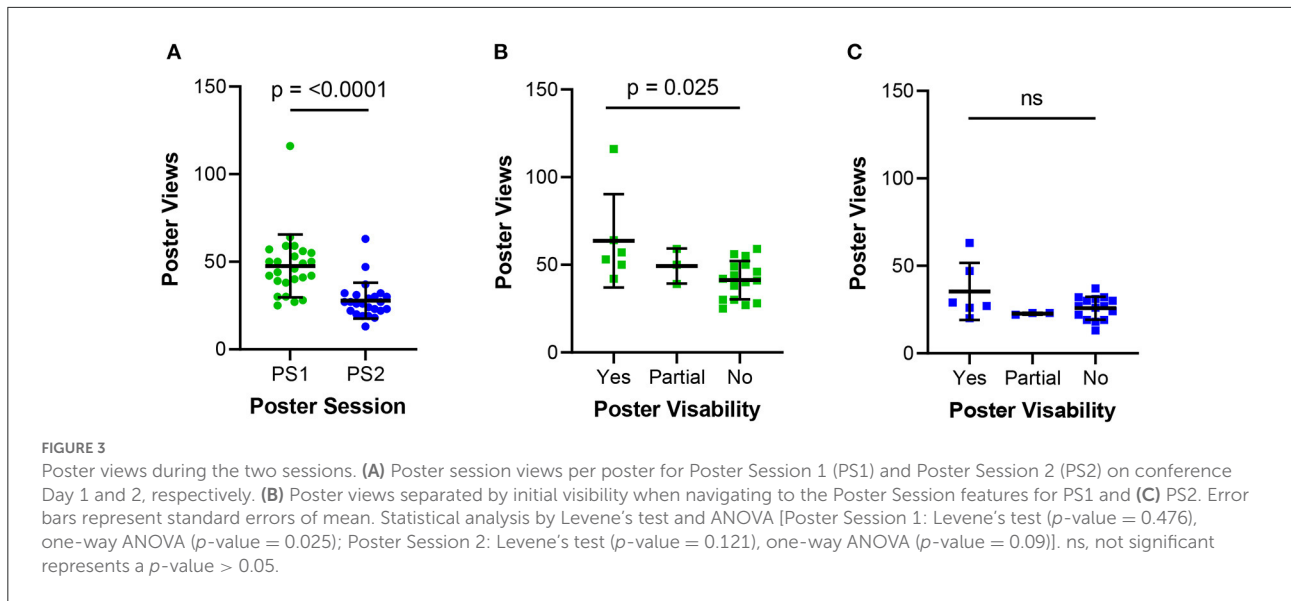 A
p = <0.0001
150
100
50
0
Poster Views
PS1 PS2
Poster Session
B
p = 0.025
150
100
50
0
Poster Views
Yes Partial No
Poster Visability
C
ns
150
100
50
0
Poster Views
Yes Partial No
Poster Visability
FIGURE 3
Poster views during the two sessions. (A) Poster session views per poster for Poster Session 1 (PS1) and Poster Session 2 (PS2) on conference
Day 1 and 2, respectively. (B) Poster views separated by initial visibility when navigating to the Poster Session features for PS1 and (C) PS2. Error
bars represent standard errors of mean. Statistical analysis by Levene’s test and ANOVA [Poster Session 1: Levene’s test (p-value = 0.476),
one-way ANOVA (p-value = 0.025); Poster Session 2: Levene’s test (p-value = 0.121), one-way ANOVA (p-value = 0.09)]. ns, not significant
represents a p-value > 0.05.